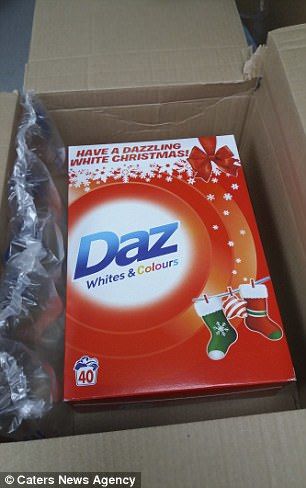 HAVE A DAZZLING
WHITE CHRISTMAS!
Daz
Whites & Colours
40
© Caters News Agency